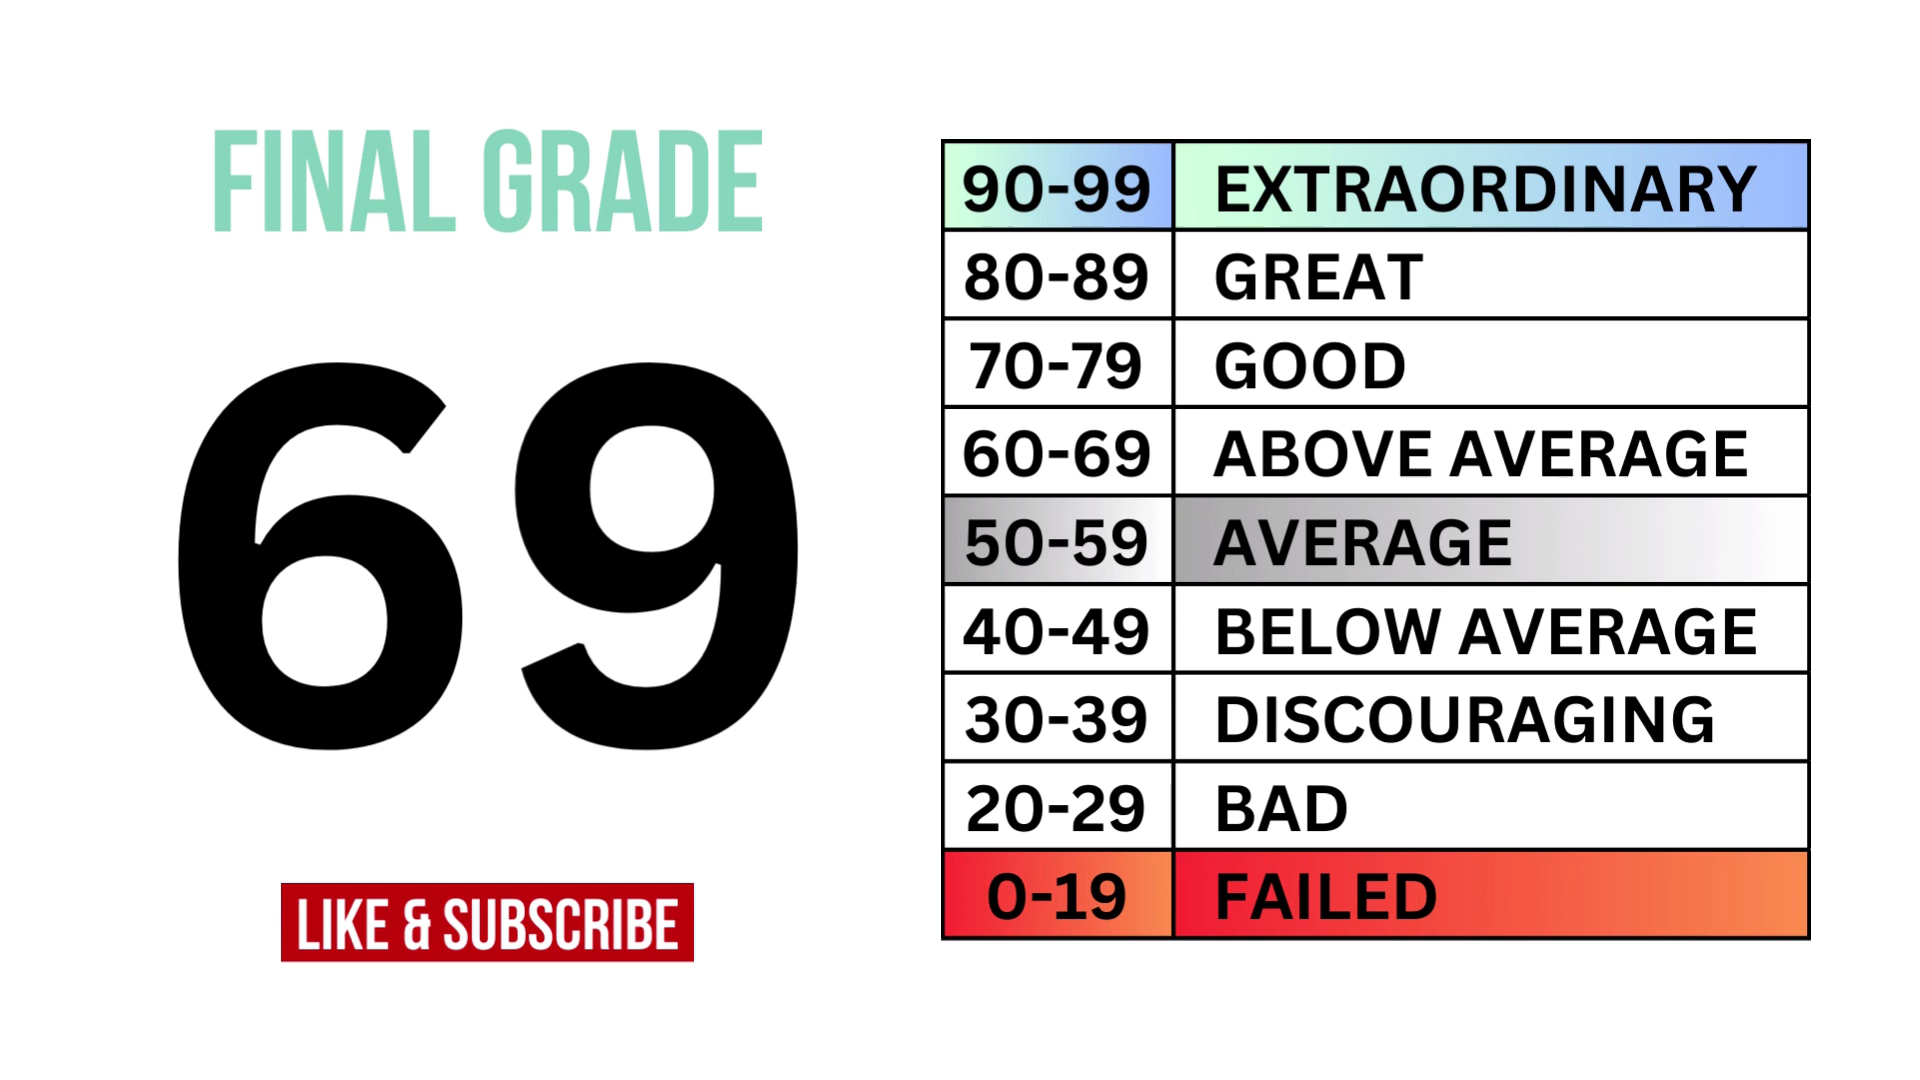 FINAL GRADE
69
LIKE & SUBSCRIBE
90-99 EXTRAORDINARY
80-89 GREAT
70-79 GOOD
60-69 ABOVE AVERAGE
50-59 AVERAGE
40-49 BELOW AVERAGE
30-39 DISCOURAGING
20-29 BAD
0-19 FAILED